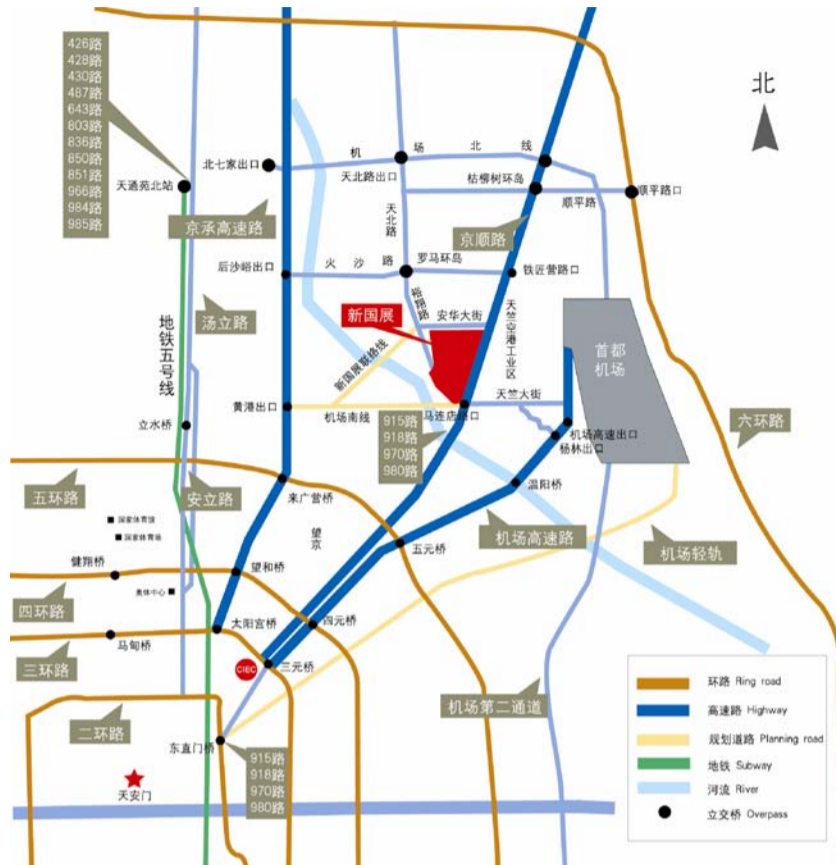 426路
428路
430路
487路
643路
803路
836路
850路
851路
966路
984路
985路
北
北七家出口
机场北线
天北路出口
枯柳树环岛
天通苑北站
顺平路
顺平路口
京承高速路
天北路
京顺路
后沙峪出口
火沙路
罗马环岛
铁匠营路口
裕翔路
安华大街
新国展
汤立路
地铁五号线
天竺空港工业区
首都
机场
新国展联络线
天竺大街
黄港出口
机场南线
马连店路口
915路
918路
970路
980路
立水桥
机场高速出口
杨林出口
六环路
五环路
安立路
来广营桥
温阳桥
国家体育馆
国家体育场
望京
机场高速路
五元桥
机场轻轨
健翔桥
望和桥
奥体中心
四环路
太阳宫桥
四元桥
马甸桥
三环路
CIEC
三元桥
机场第二通道
二环路
东直门桥
915路
918路
970路
980路
天安门
环路 Ring road
高速路 Highway
规划道路 Planning road
地铁 Subway
河流 River
立交桥 Overpass